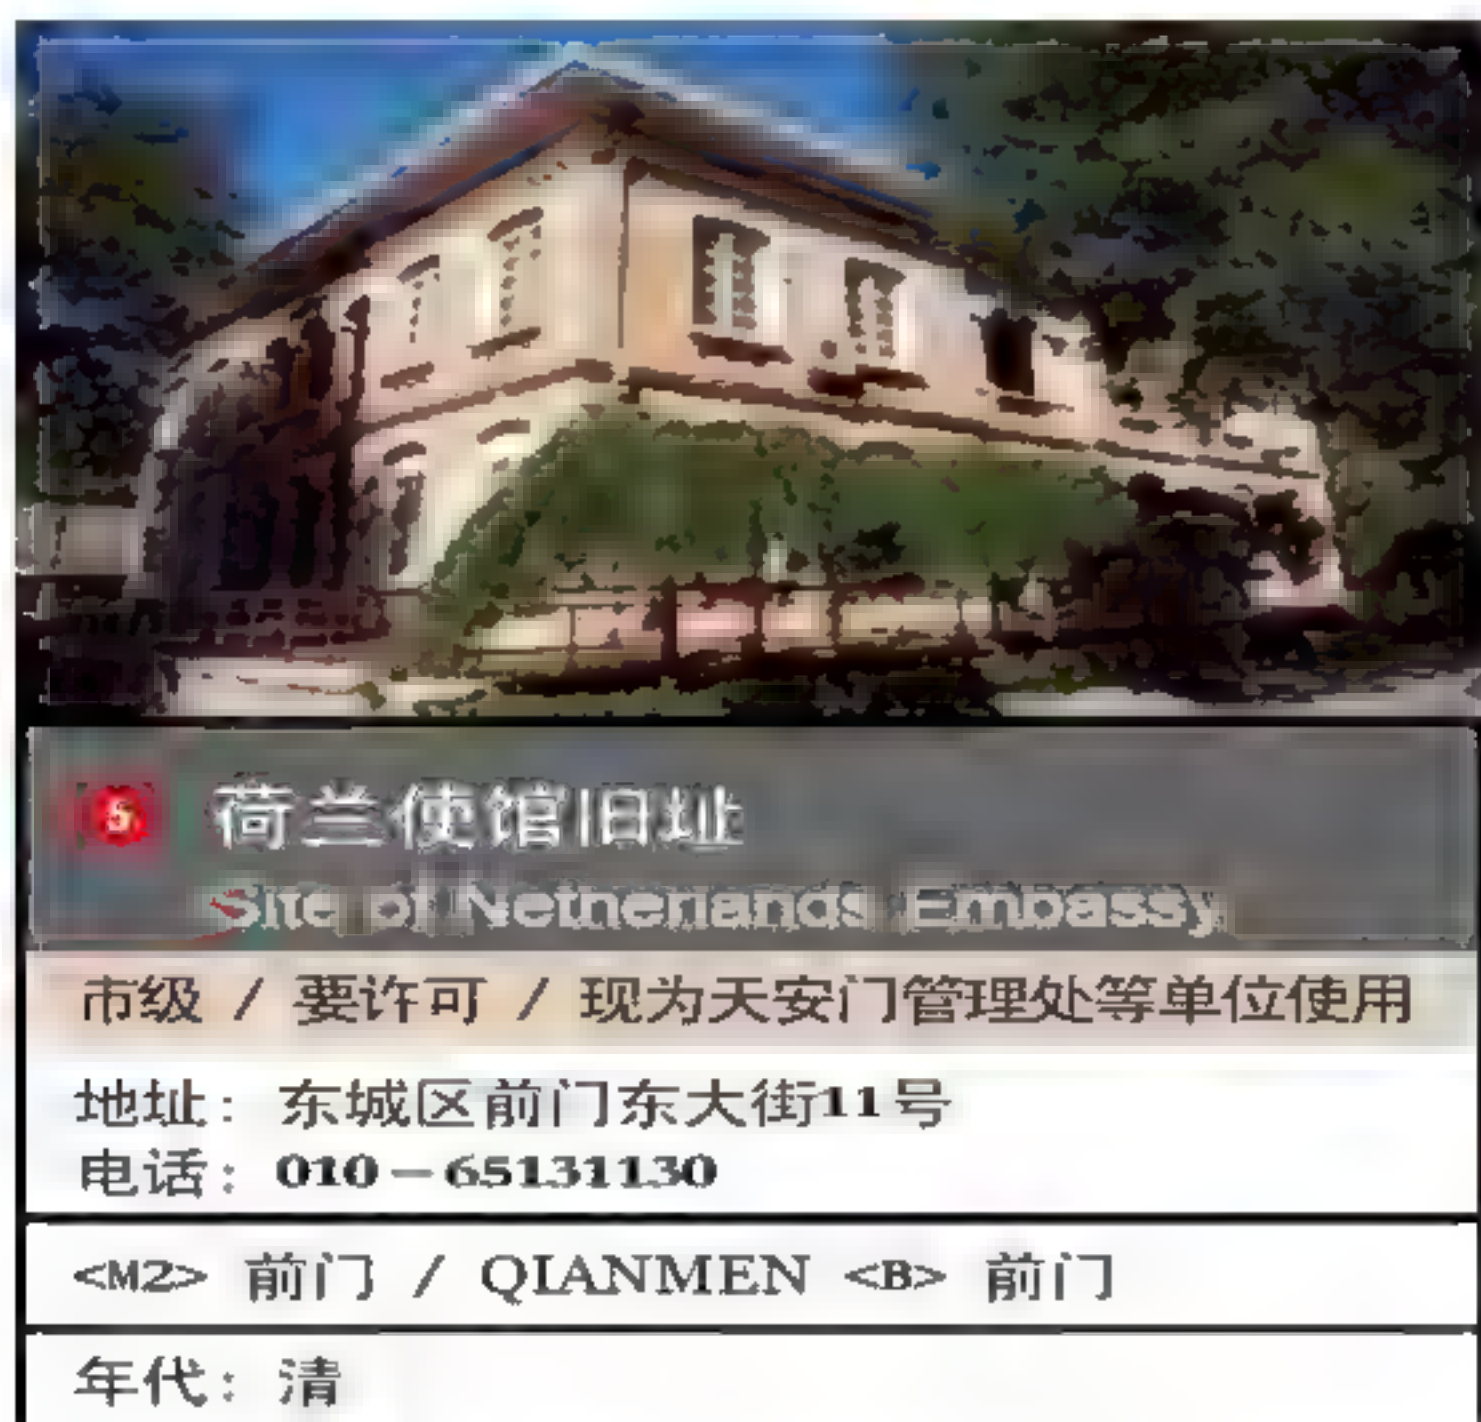 5 荷兰使馆旧址
Site of Netherlands Embassy
市级 / 要许可 / 现为天安门管理处等单位使用
地址：东城区前门东大街11号
电话：010－65131130
<M2> 前门 / QIANMEN <B> 前门
年代：清